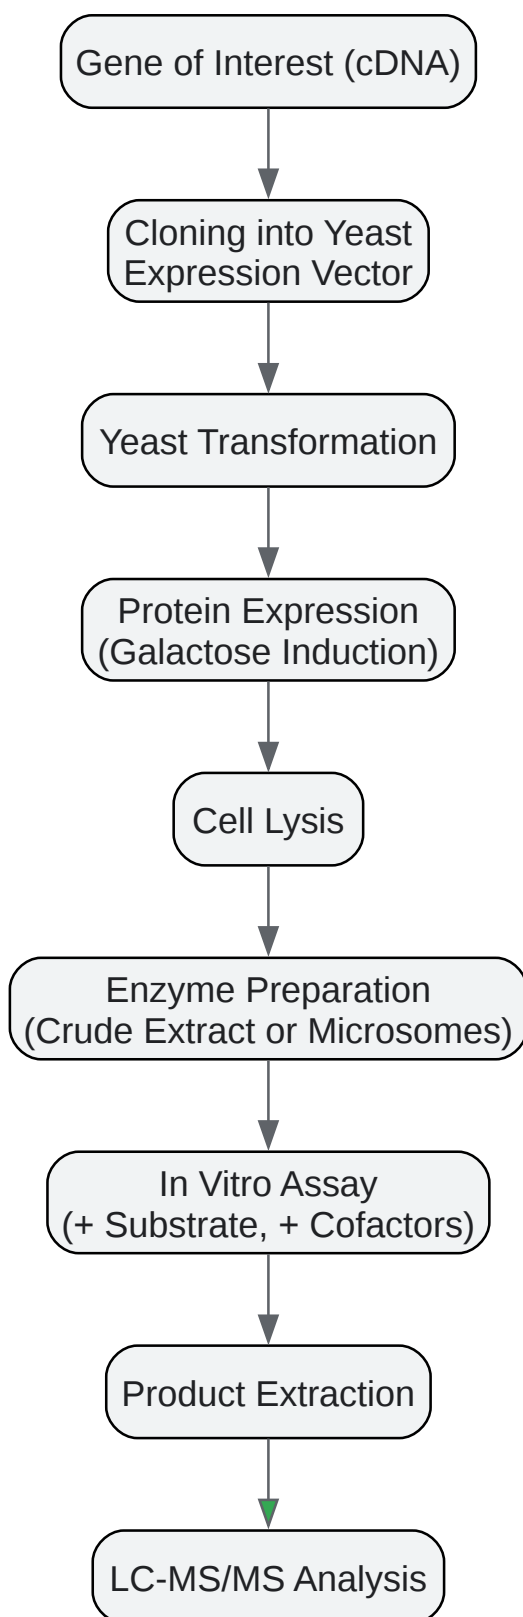 Gene of Interest (cDNA)
Cloning into Yeast
Expression Vector
Yeast Transformation
Protein Expression
(Galactose Induction)
Cell Lysis
Enzyme Preparation
(Crude Extract or Microsomes)
In Vitro Assay
(+ Substrate, + Cofactors)
Product Extraction
LC-MS/MS Analysis